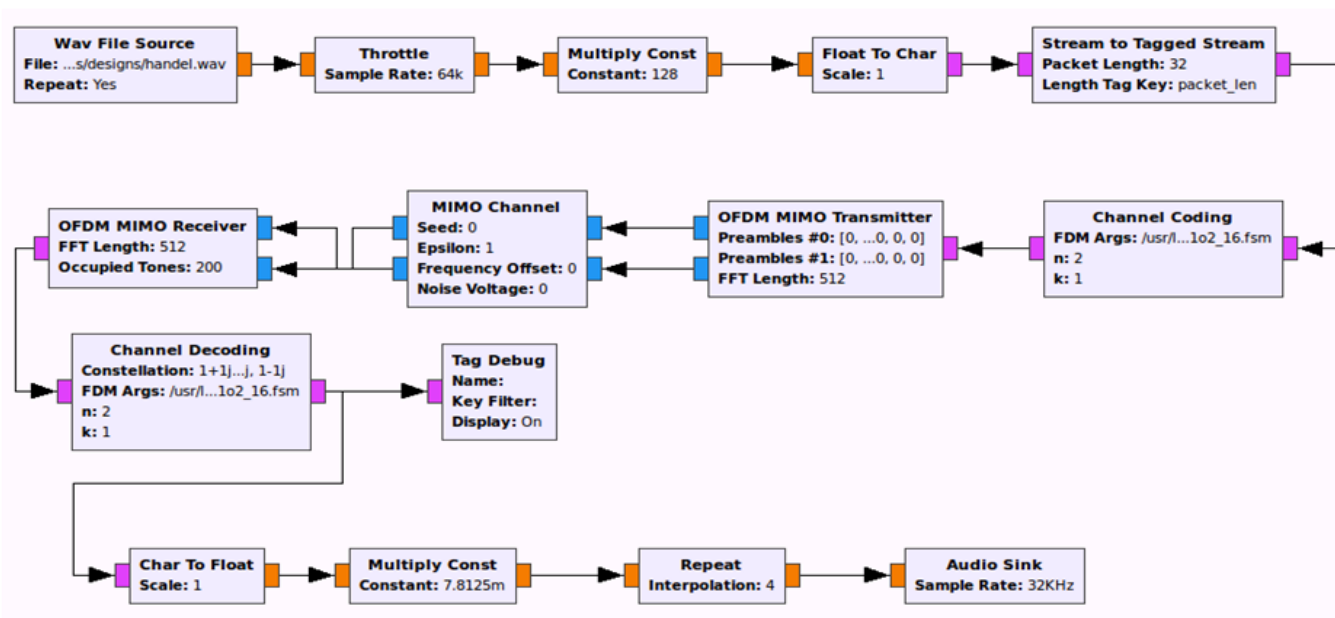 Wav File Source
File: ...s/designs/handel.wav
Repeat: Yes
Throttle
Sample Rate: 64k
Multiply Const
Constant: 128
Float To Char
Scale: 1
Stream to Tagged Stream
Packet Length: 32
Length Tag Key: packet_len
OFDM MIMO Receiver
FFT Length: 512
Occupied Tones: 200
MIMO Channel
Seed: 0
Epsilon: 1
Frequency Offset: 0
Noise Voltage: 0
OFDM MIMO Transmitter
Preambles #0: [0, ...0, 0, 0]
Preambles #1: [0, ...0, 0, 0]
FFT Length: 512
Channel Coding
FDM Args: /usr/l...1o2_16.fsm
n: 2
k: 1
Channel Decoding
Constellation: 1+1j...j, 1-1j
FDM Args: /usr/l...1o2_16.fsm
n: 2
k: 1
Tag Debug
Name:
Key Filter:
Display: On
Char To Float
Scale: 1
Multiply Const
Constant: 7.8125m
Repeat
Interpolation: 4
Audio Sink
Sample Rate: 32KHz